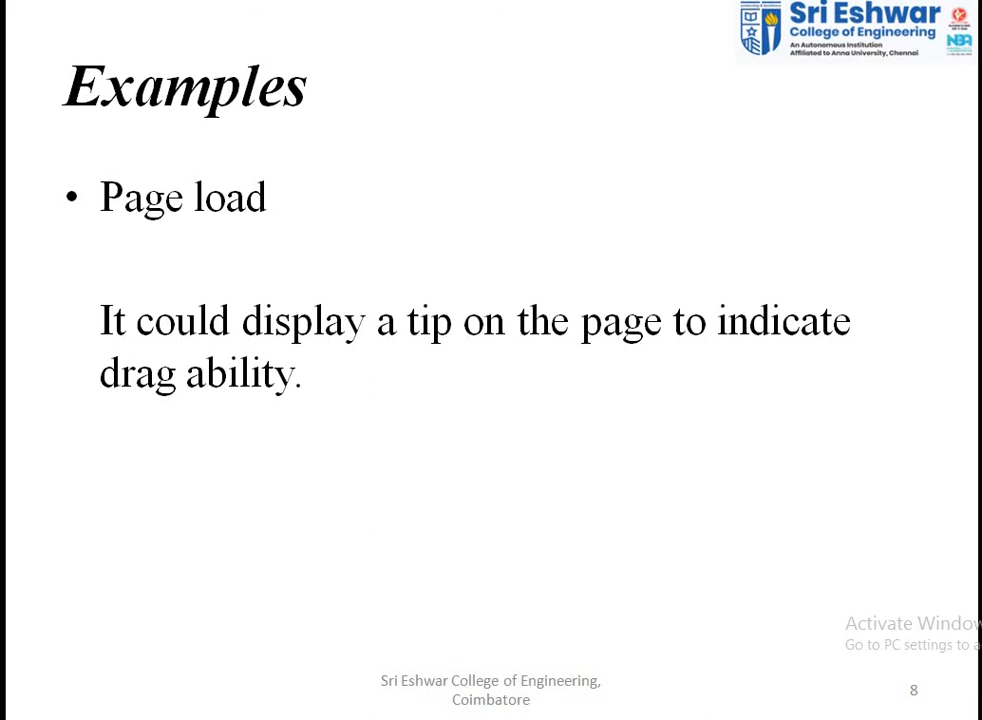 Sri Eshwar
College of Engineering
An Autonomous Institution
Affiliated to Anna University, Chennai
NBA
Examples
• Page load
It could display a tip on the page to indicate
drag ability.
Activate Window
Go to PC settings to a
Sri Eshwar College of Engineering,
Coimbatore
8